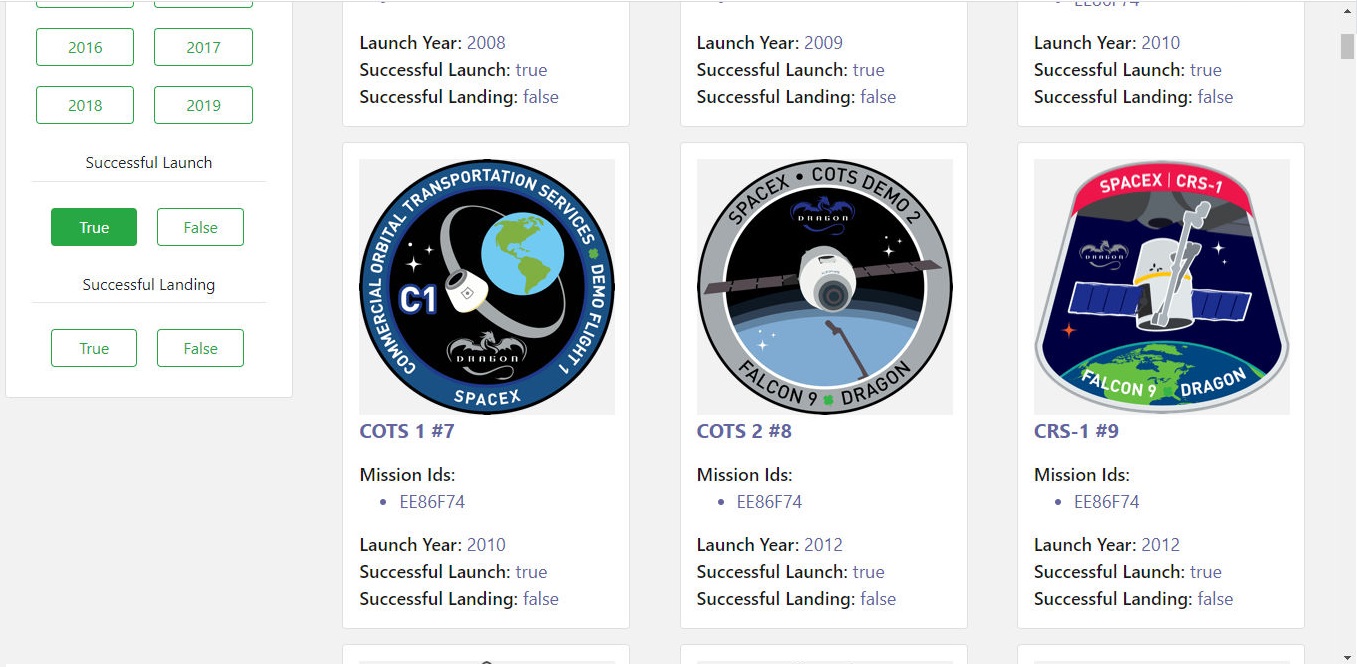 2016 2017
2018 2019
Successful Launch
True False
Successful Landing
True False
EE86F74
Launch Year: 2008
Successful Launch: true
Successful Landing: false
Launch Year: 2009
Successful Launch: true
Successful Landing: false
Launch Year: 2010
Successful Launch: true
Successful Landing: false
COMMERCIAL ORBITAL TRANSPORTATION SERVICES DEMO FLIGHT 1
C1
DRAGON
SPACEX
COTS 1 #7
Mission Ids:
• EE86F74
Launch Year: 2010
Successful Launch: true
Successful Landing: false
SPACEX • COTS DEMO 2
DRAGON
FALCON 9 DRAGON
COTS 2 #8
Mission Ids:
• EE86F74
Launch Year: 2012
Successful Launch: true
Successful Landing: false
SPACEX | CRS-1
DRAGON
FALCON 9 DRAGON
CRS-1 #9
Mission Ids:
• EE86F74
Launch Year: 2012
Successful Launch: true
Successful Landing: false